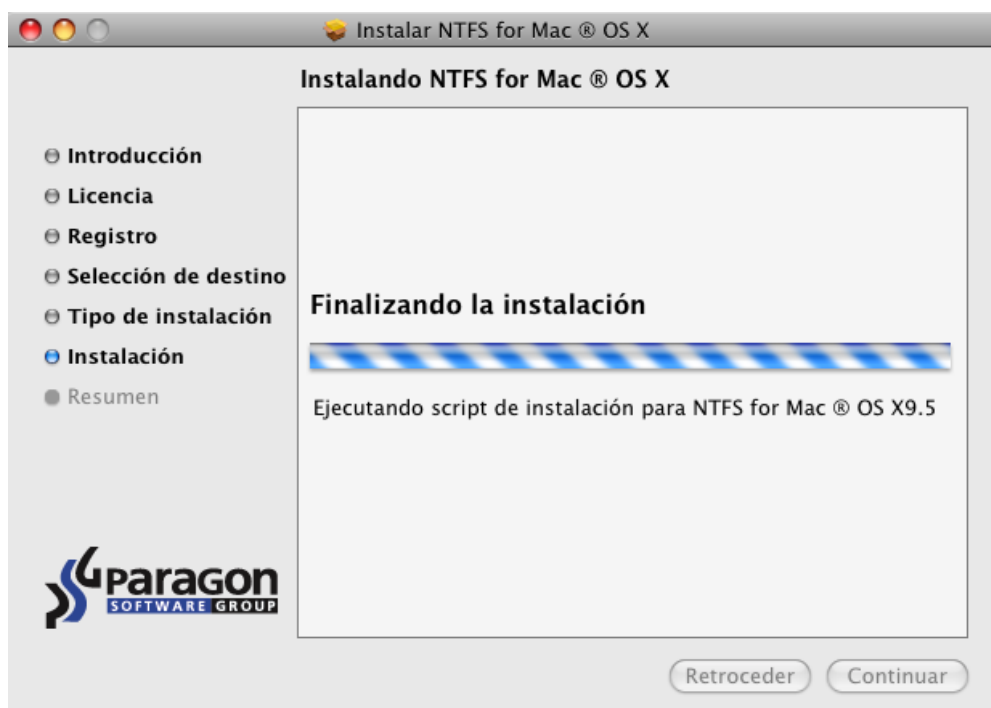 Instalar NTFS for Mac ® OS X
Instalando NTFS for Mac ® OS X
Introducción
Licencia
Registro
Selección de destino
Tipo de instalación
Instalación
Resumen
Finalizando la instalación
Ejecutando script de instalación para NTFS for Mac ® OS X9.5
Paragon
SOFTWARE GROUP
Retroceder
Continuar